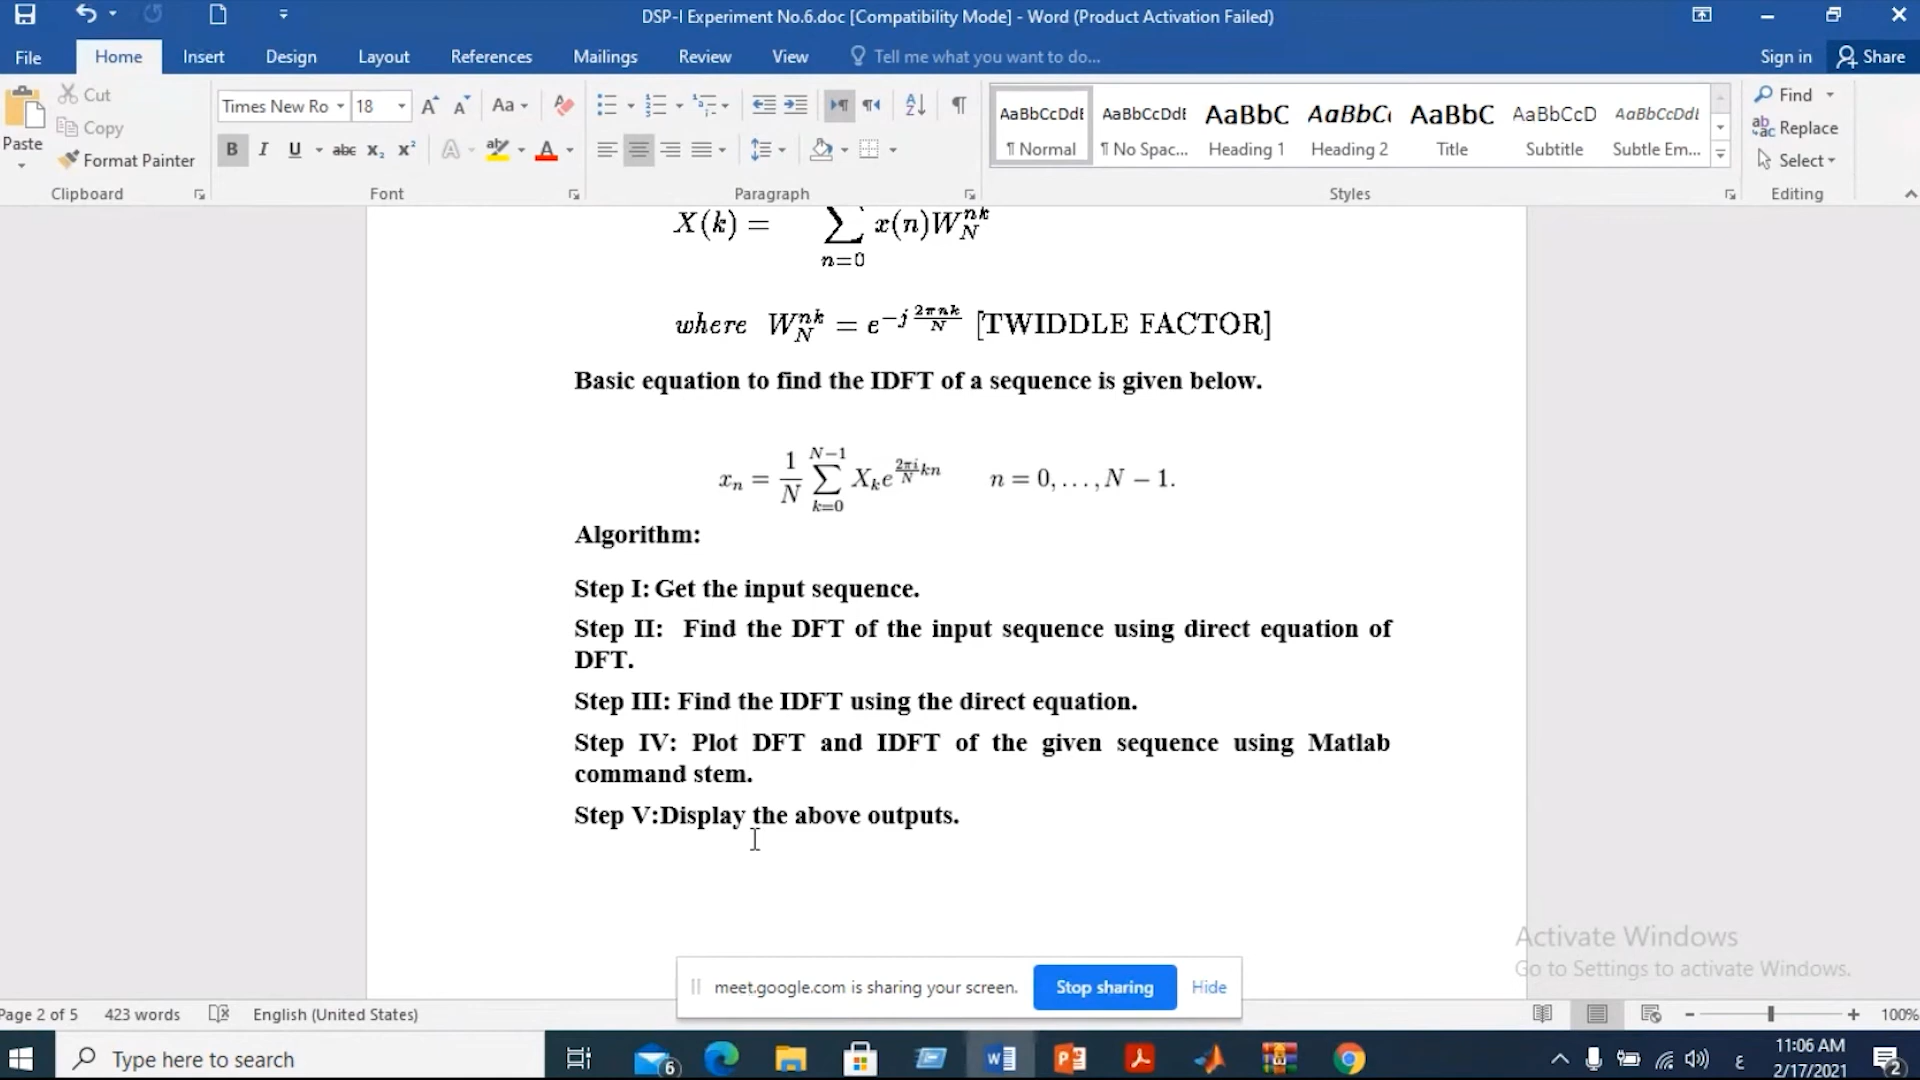 DSP-I Experiment No.6.doc [Compatibility Mode] - Word (Product Activation Failed)
File Home Insert Design Layout References Mailings Review View Tell me what you want to do... Sign in Share
Paste
Cut
Copy
Format Painter
Clipboard
Times New Ro 18
Font
Paragraph
AaBbCcDdE AaBbCcDdE AaBbC AaBbCc AaBbC AaBbCcD AaBbCcDdE
¶ Normal ¶ No Spac... Heading 1 Heading 2 Title Subtitle Subtle Em...
Styles
Find
Replace
Select
Editing
X(k) = ∑ x(n)W_N^{nk}
n=0
where W_N^{nk} = e^{-j 2πnk/N} [TWIDDLE FACTOR]
Basic equation to find the IDFT of a sequence is given below.
x_n = 1/N ∑_{k=0}^{N-1} X_k e^{2πi/N kn} n = 0, . . . , N − 1.
Algorithm:
Step I: Get the input sequence.
Step II: Find the DFT of the input sequence using direct equation of
DFT.
Step III: Find the IDFT using the direct equation.
Step IV: Plot DFT and IDFT of the given sequence using Matlab
command stem.
Step V:Display the above outputs.
Activate Windows
Go to Settings to activate Windows.
meet.google.com is sharing your screen. Stop sharing Hide
Page 2 of 5 423 words English (United States) 100%
Type here to search
6
ع
11:06 AM
2/17/2021
2